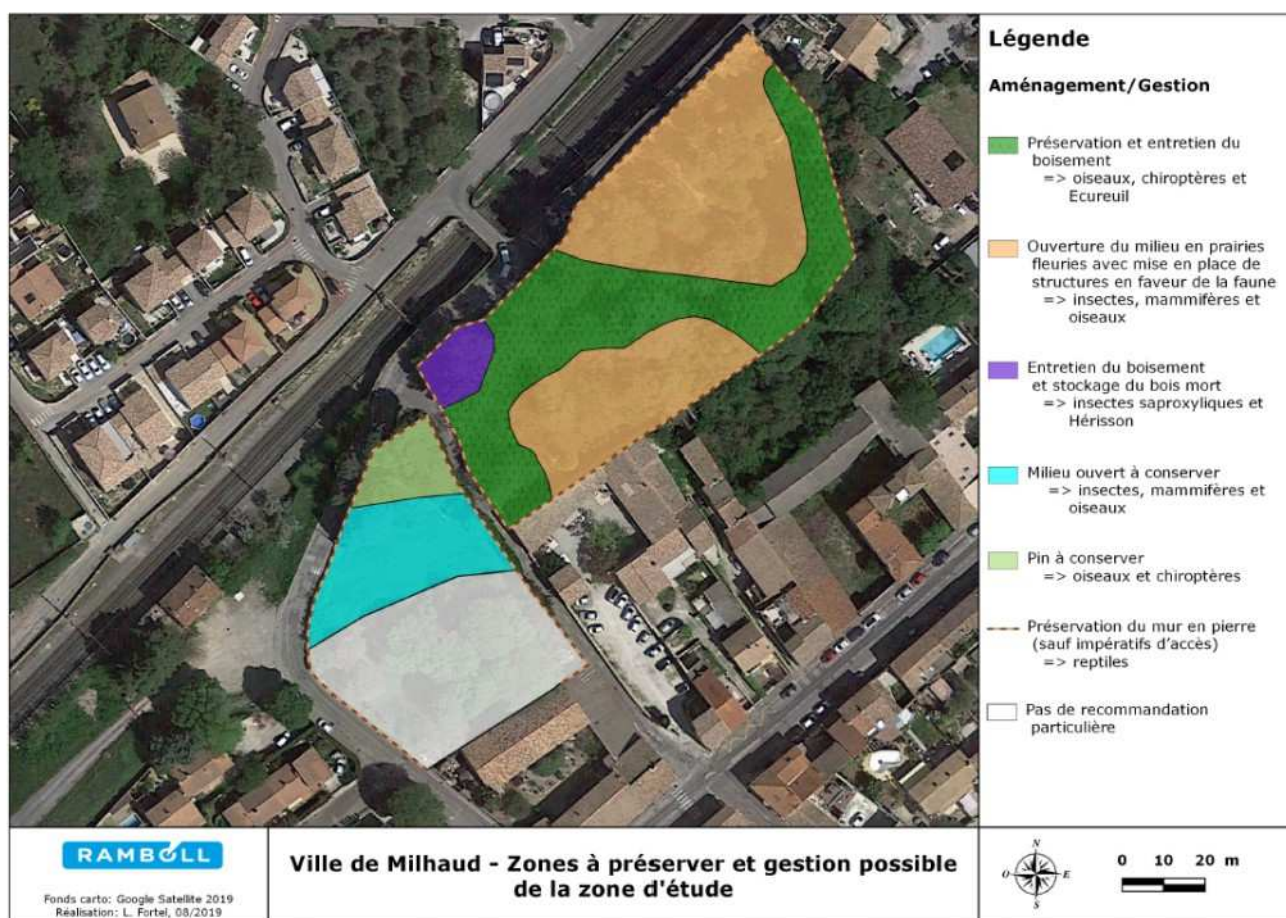 Légende
Aménagement/Gestion
Préservation et entretien du
boisement
=> oiseaux, chiroptères et
Ecureuil
Ouverture du milieu en prairies
fleuries avec mise en place de
structures en faveur de la faune
=> insectes, mammifères et
oiseaux
Entretien du boisement
et stockage du bois mort
=> insectes saproxyliques et
Hérisson
Milieu ouvert à conserver
=> insectes, mammifères et
oiseaux
Pin à conserver
=> oiseaux et chiroptères
Préservation du mur en pierre
(sauf impératifs d'accès)
=> reptiles
Pas de recommandation
particulière
RAMBOLL
Fonds carto: Google Satellite 2019
Réalisation: L. Fortel, 08/2019
Ville de Milhaud - Zones à préserver et gestion possible
de la zone d'étude
N
O E
S
0 10 20 m